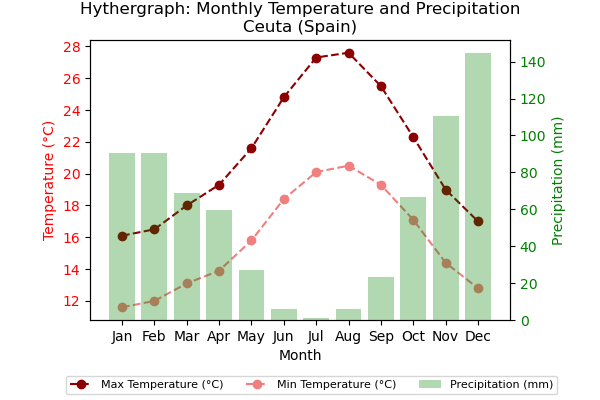 Hythergraph: Monthly Temperature and Precipitation
Ceuta (Spain)
28
26
24
22
20
18
16
14
12
Temperature (°C)
140
120
100
80
60
40
20
0
Precipitation (mm)
Jan Feb Mar Apr May Jun Jul Aug Sep Oct Nov Dec
Month
Max Temperature (°C) Min Temperature (°C) Precipitation (mm)